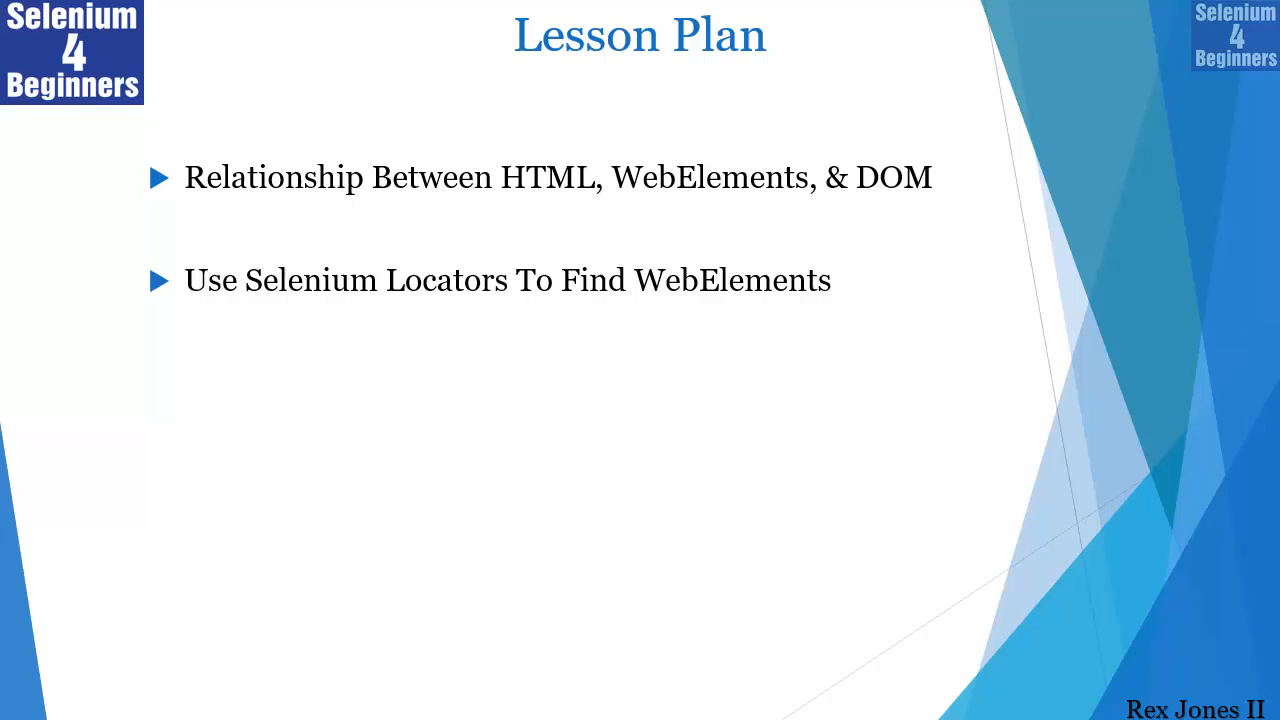 Selenium
4
Beginners
Lesson Plan
Selenium
4
Beginners
Relationship Between HTML, WebElements, & DOM
Use Selenium Locators To Find WebElements
Rex Jones II